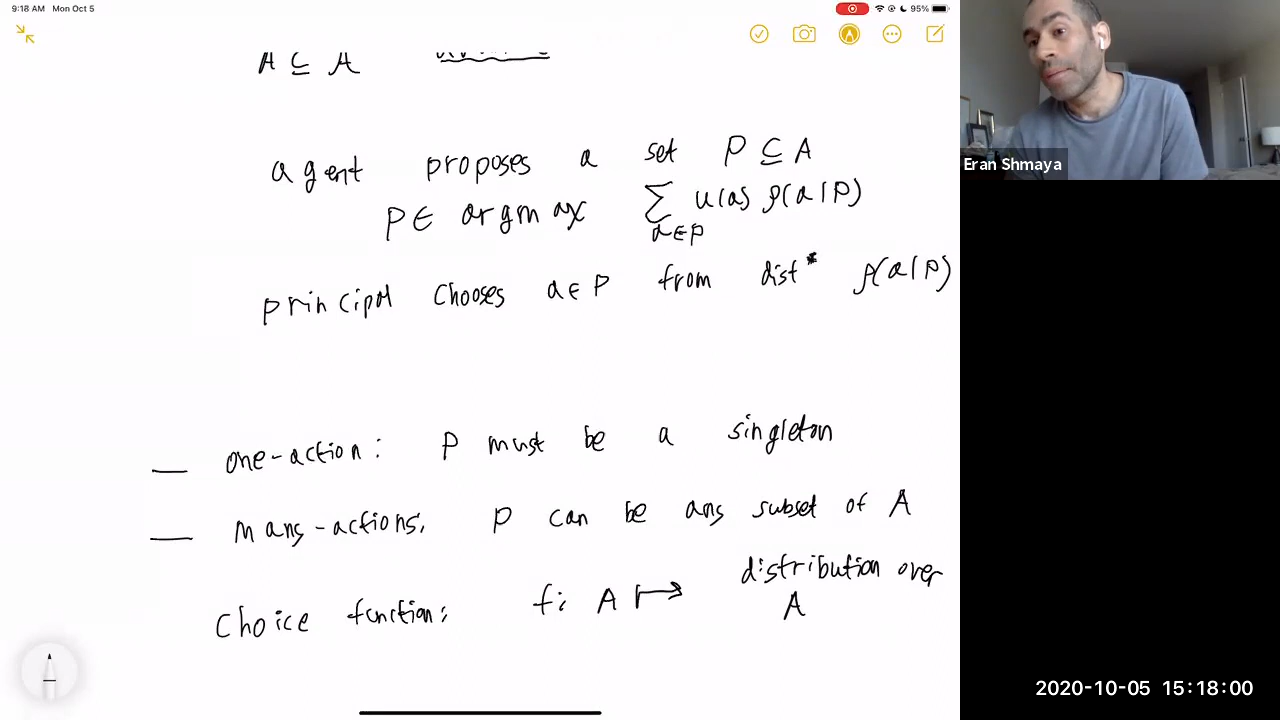 9:18 AM Mon Oct 5
95%
A ⊆ 𝒜
agent proposes a set P ⊆ A
P ∈ argmax ∑ u(a) ρ(a|P)
a∈P
principal chooses a∈P from dist ρ(a|P)
— one-action: P must be a singleton
— many-actions: P can be any subset of A
choice function: f: A ↦ distribution over
A
Eran Shmaya
2020-10-05 15:18:00